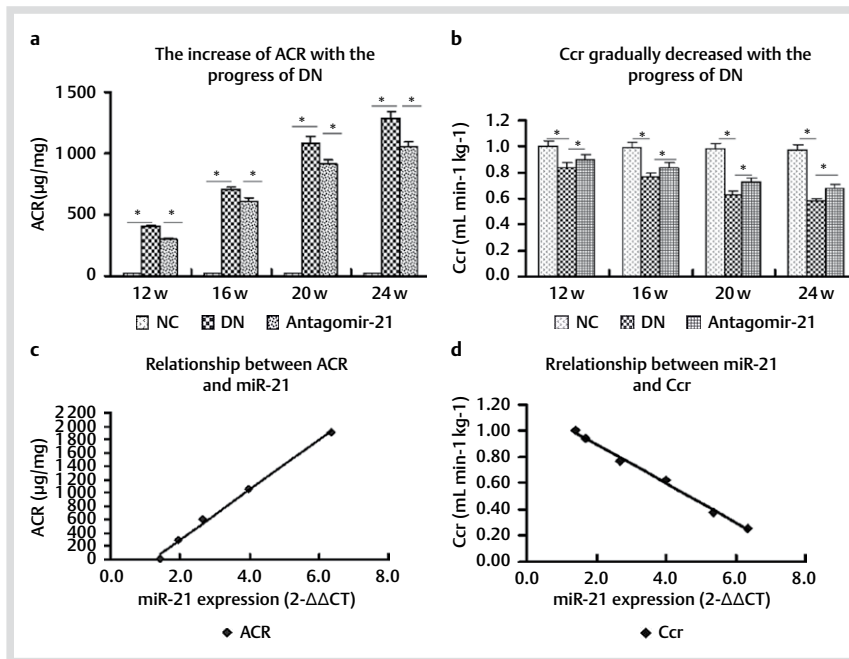 a
The increase of ACR with the
progress of DN
1 500
1 000
500
0
ACR(µg/mg)
* * * * * * * *
12 w 16 w 20 w 24 w
NC DN Antagomir-21
b
Ccr gradually decreased with the
progress of DN
1.2
1.0
0.8
0.6
0.4
0.2
0.0
Ccr (mL min-1 kg-1)
* * * * * * * *
12 w 16 w 20 w 24 w
NC DN Antagomir-21
c
Relationship between ACR
and miR-21
2 000
1 800
1 600
1 400
1 200
1 000
800
600
400
200
0
ACR (µg/mg)
0.0 2.0 4.0 6.0 8.0
miR-21 expression (2-ΔΔCT)
ACR
d
Rrelationship between miR-21
and Ccr
1.20
1.00
0.80
0.60
0.40
0.20
0.00
Ccr (mL min-1 kg-1)
0.0 2.0 4.0 6.0 8.0
miR-21 expression (2-ΔΔCT)
Ccr